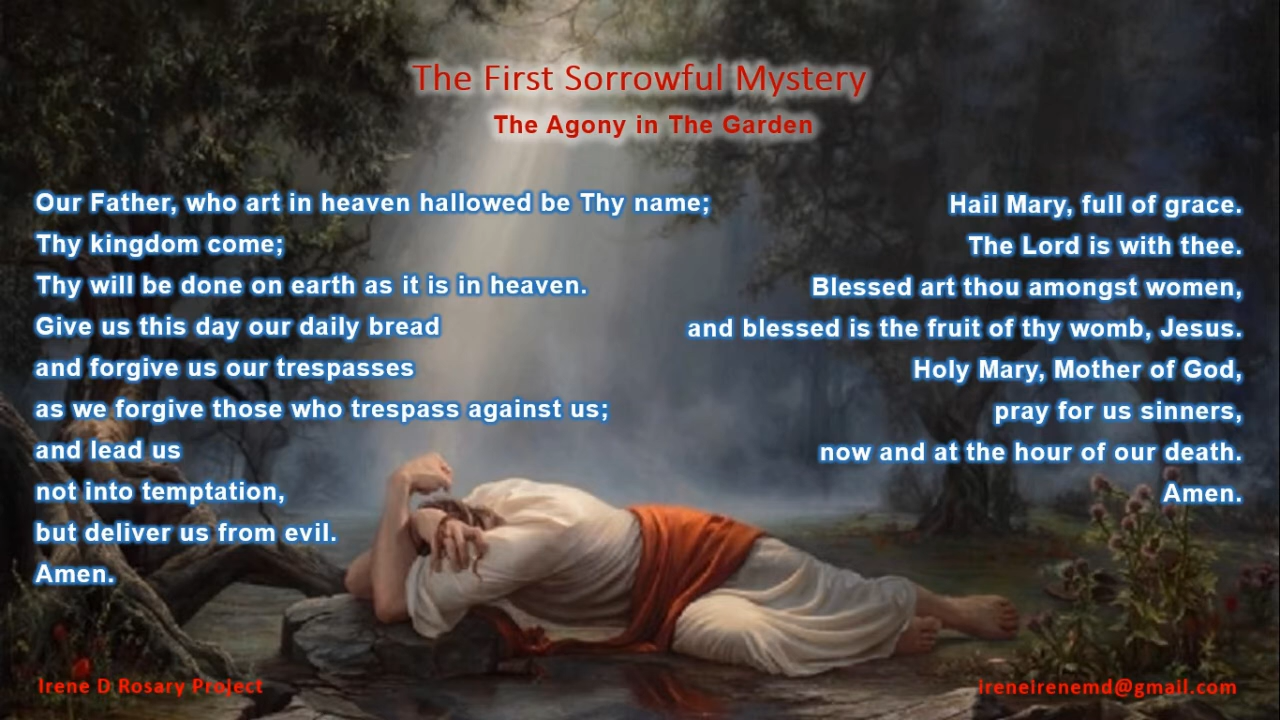 The First Sorrowful Mystery
The Agony in The Garden
Our Father, who art in heaven hallowed be Thy name;
Thy kingdom come;
Thy will be done on earth as it is in heaven.
Give us this day our daily bread
and forgive us our trespasses
as we forgive those who trespass against us;
and lead us
not into temptation,
but deliver us from evil.
Amen.
Hail Mary, full of grace.
The Lord is with thee.
Blessed art thou amongst women,
and blessed is the fruit of thy womb, Jesus.
Holy Mary, Mother of God,
pray for us sinners,
now and at the hour of our death.
Amen.
Irene D Rosary Project
ireneirenemd@gmail.com